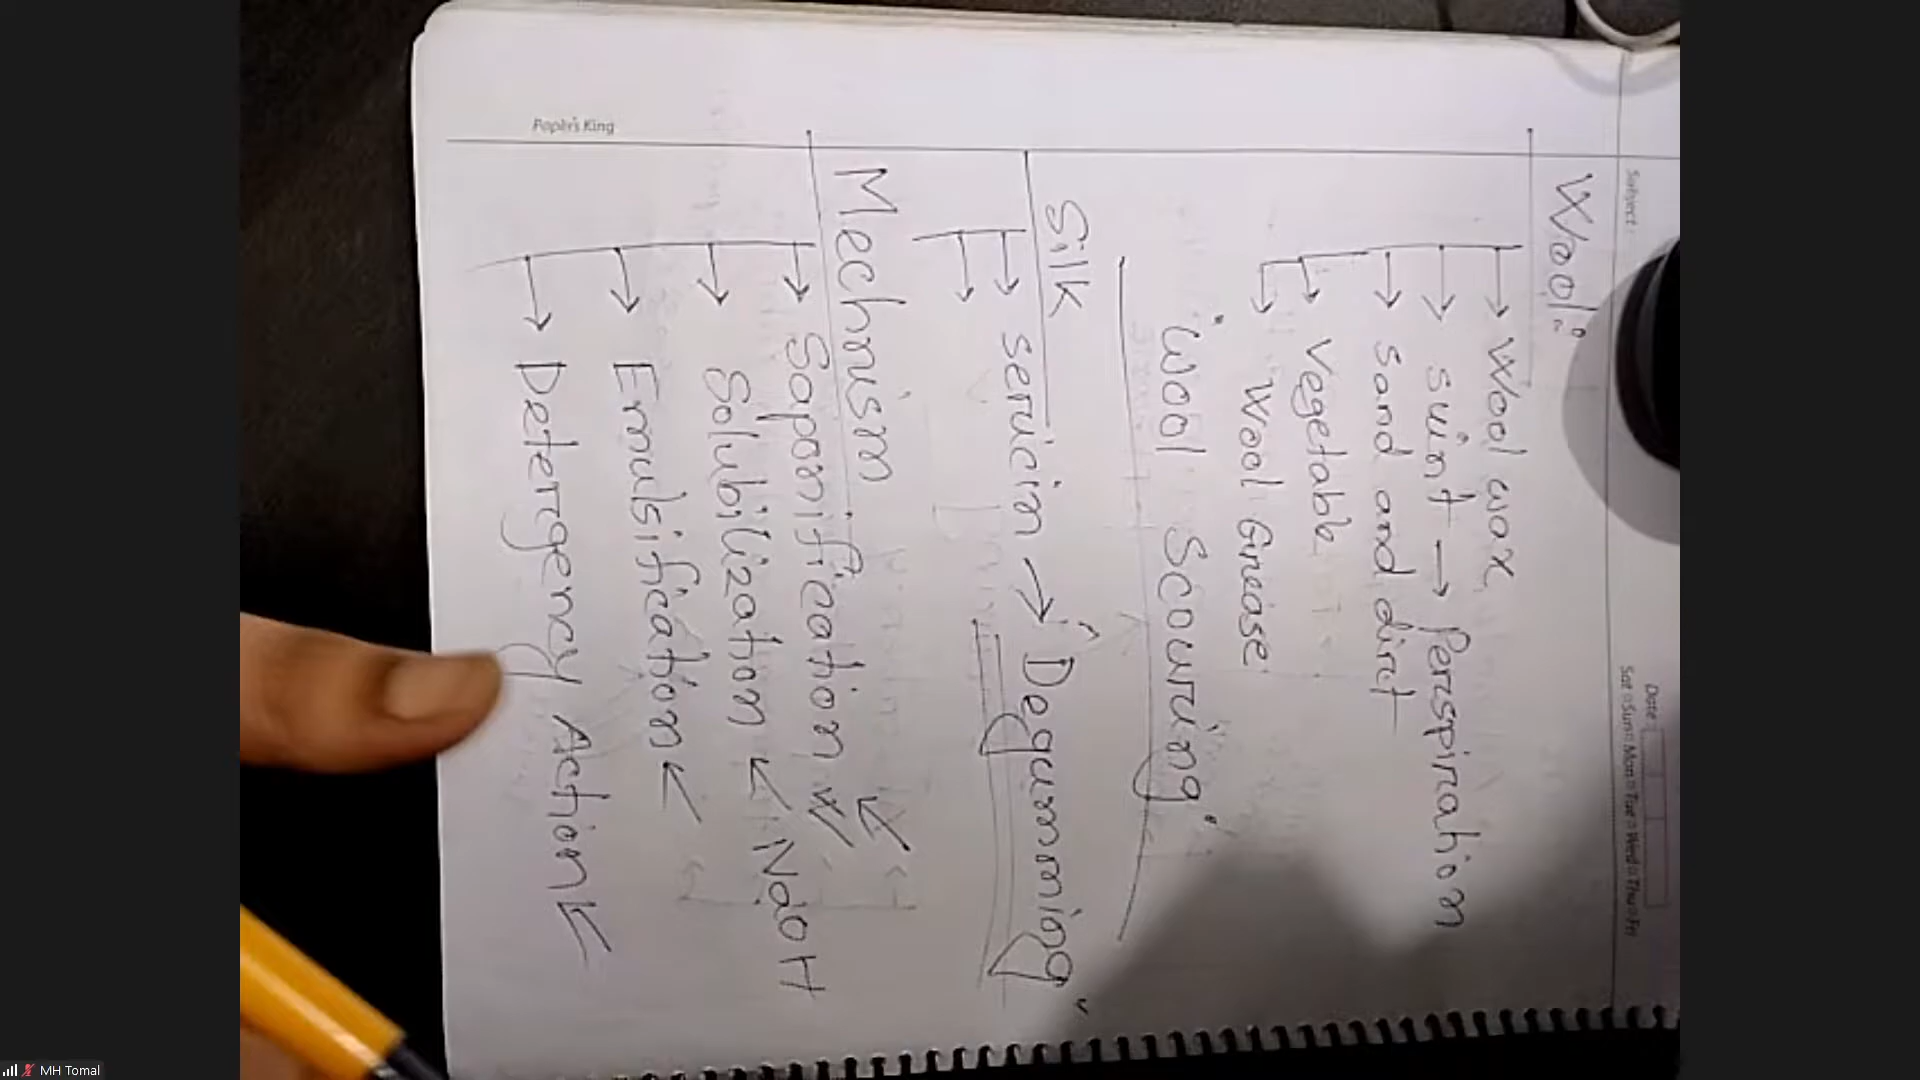 Subject :
Date :
Sat Sun Mon Tue Wed Thu Fri
Wool:
→ Wool wax
→ suint → Perspiration
→ sand and dirt
→ Vegetable
→ Wool Grease
"Wool Scouring"
Silk
→ sericin → "Degumming"
→
Mechnism
→ Saponification
→ Solubilization NaOH
→ Emulsification
→ Detergency Action
Paper's King
MH Tomal